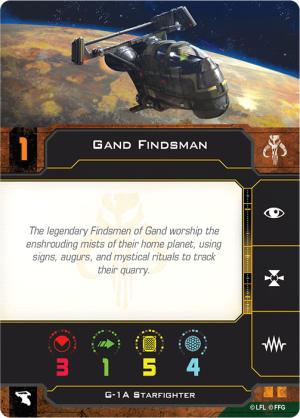 1
Gand Findsman
The legendary Findsmen of Gand worship the
enshrouding mists of their home planet, using
signs, augurs, and mystical rituals to track
their quarry.
3 1 5 4
G-1A Starfighter
© LFL © FFG